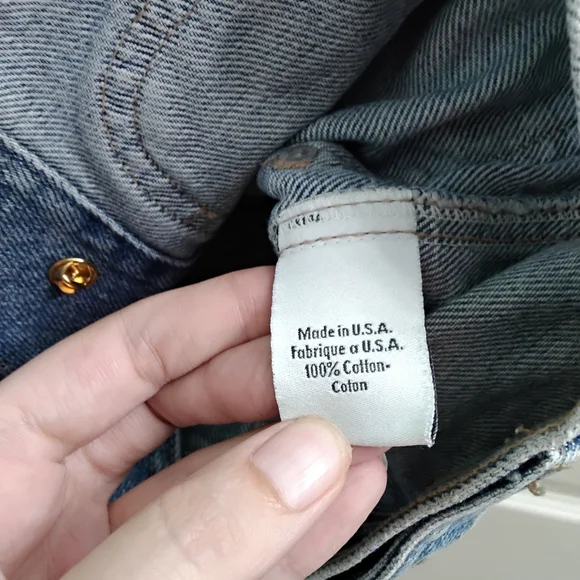 Made in U.S.A.
Fabrique a U.S.A.
100% Cotton-
Coton